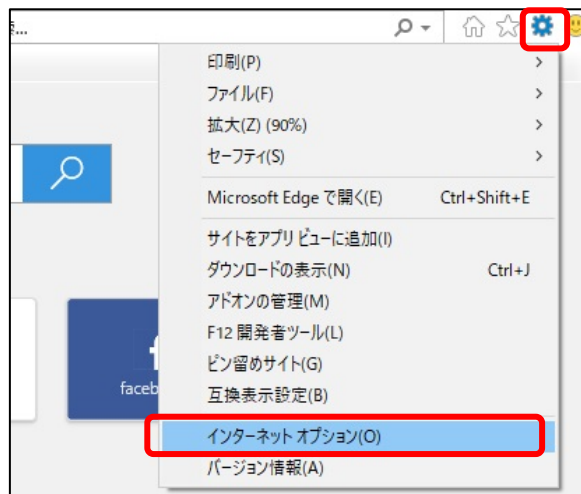 ...
印刷(P)
ファイル(F)
拡大(Z) (90%)
セーフティ(S)
Microsoft Edge で開く(E) Ctrl+Shift+E
サイトをアプリ ビューに追加(I)
ダウンロードの表示(N) Ctrl+J
アドオンの管理(M)
F12 開発者ツール(L)
ピン留めサイト(G)
互換表示設定(B)
faceb
インターネット オプション(O)
バージョン情報(A)